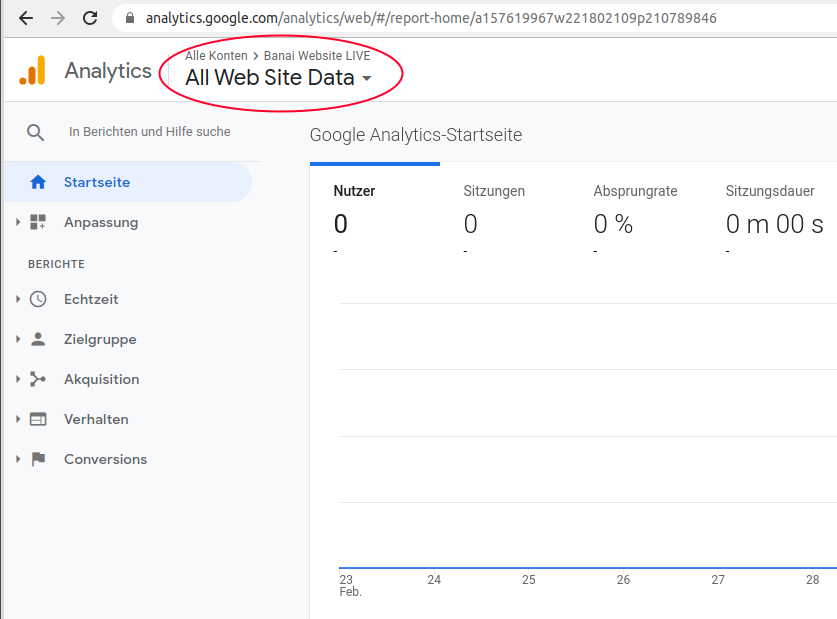 analytics.google.com/analytics/web/#/report-home/a157619967w221802109p210789846
Analytics
Alle Konten > Banai Website LIVE
All Web Site Data
In Berichten und Hilfe suche
Google Analytics-Startseite
Startseite
Anpassung
BERICHTE
Echtzeit
Zielgruppe
Akquisition
Verhalten
Conversions
Nutzer Sitzungen Absprungrate Sitzungsdauer
0 0 0 % 0 m 00 s
- - - -
23 24 25 26 27 28
Feb.